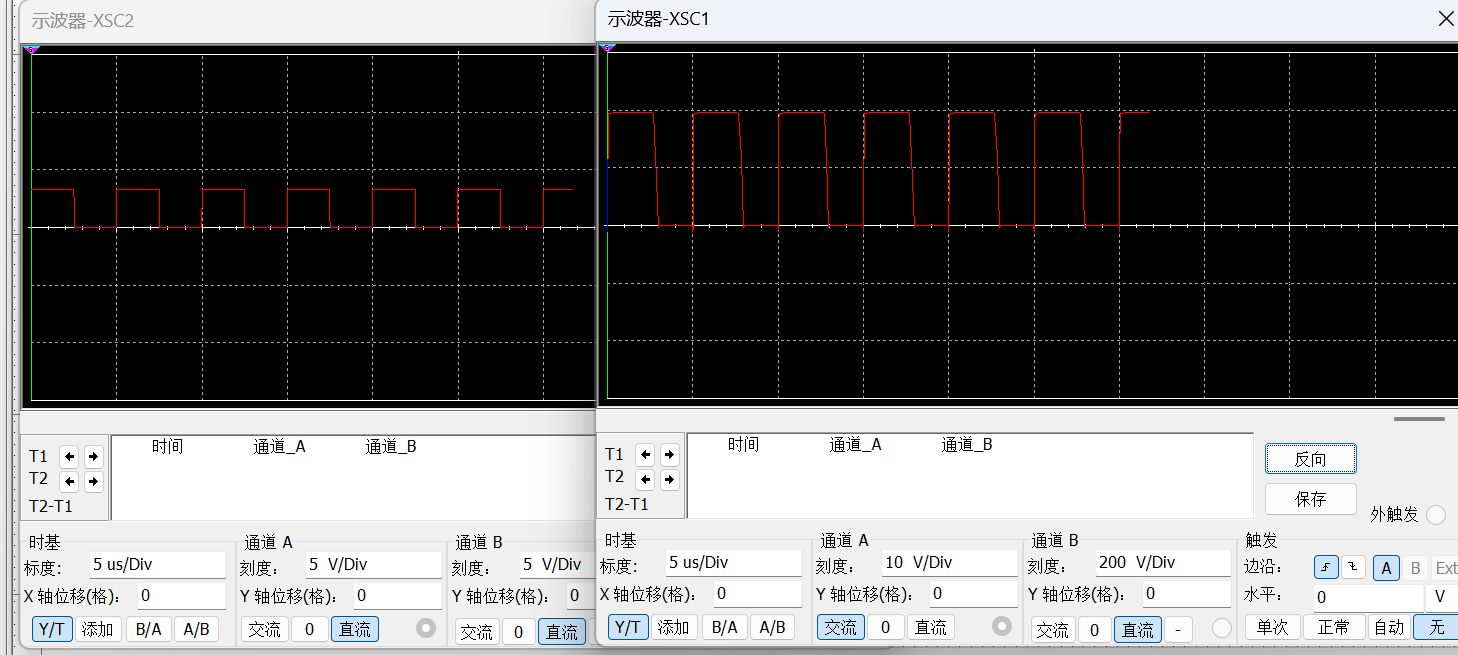 示波器-XSC2
时间 通道_A 通道_B
T1
T2
T2-T1
时基 通道 A 通道 B
标度： 5 us/Div 刻度： 5 V/Div 刻度： 5 V/Div
X 轴位移(格)： 0 Y 轴位移(格)： 0 Y 轴位移(格)： 0
Y/T 添加 B/A A/B 交流 0 直流 交流 0 直流
示波器-XSC1
时间 通道_A 通道_B
T1
T2
T2-T1
反向
保存
外触发
时基 通道 A 通道 B 触发
标度： 5 us/Div 刻度： 10 V/Div 刻度： 200 V/Div 边沿： A B Ext
X 轴位移(格)： 0 Y 轴位移(格)： 0 Y 轴位移(格)： 0 水平： 0 V
Y/T 添加 B/A A/B 交流 0 直流 交流 0 直流 - 单次 正常 自动 无